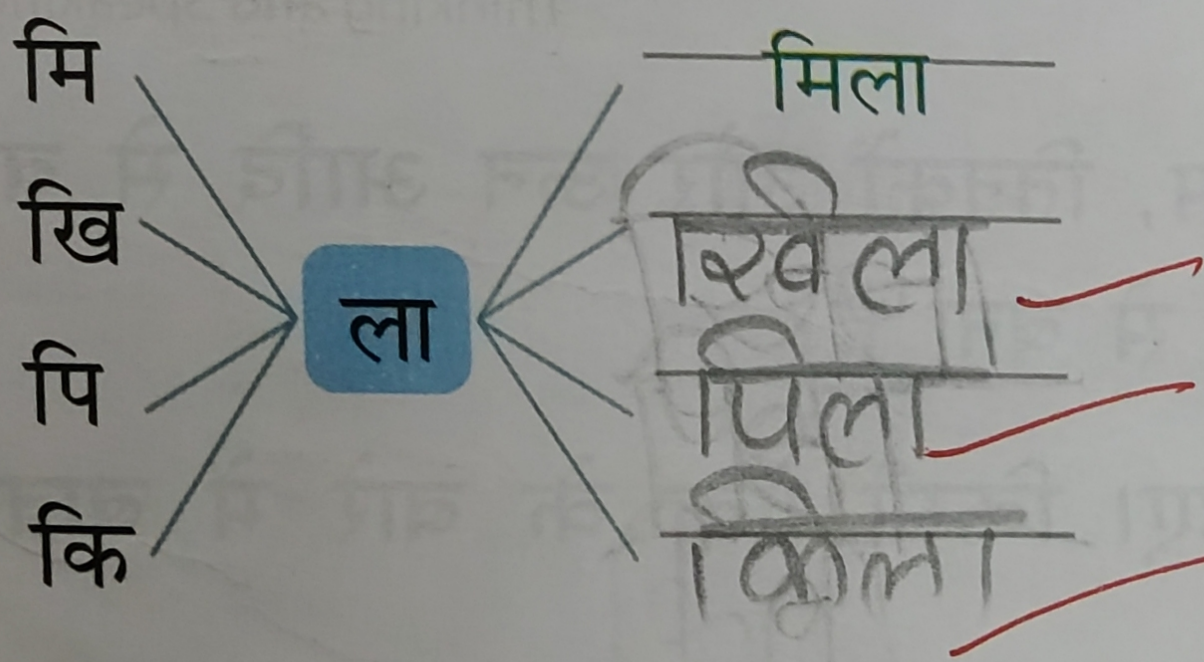 मि मिला
खि खिला
ला
पि पिला
कि किला